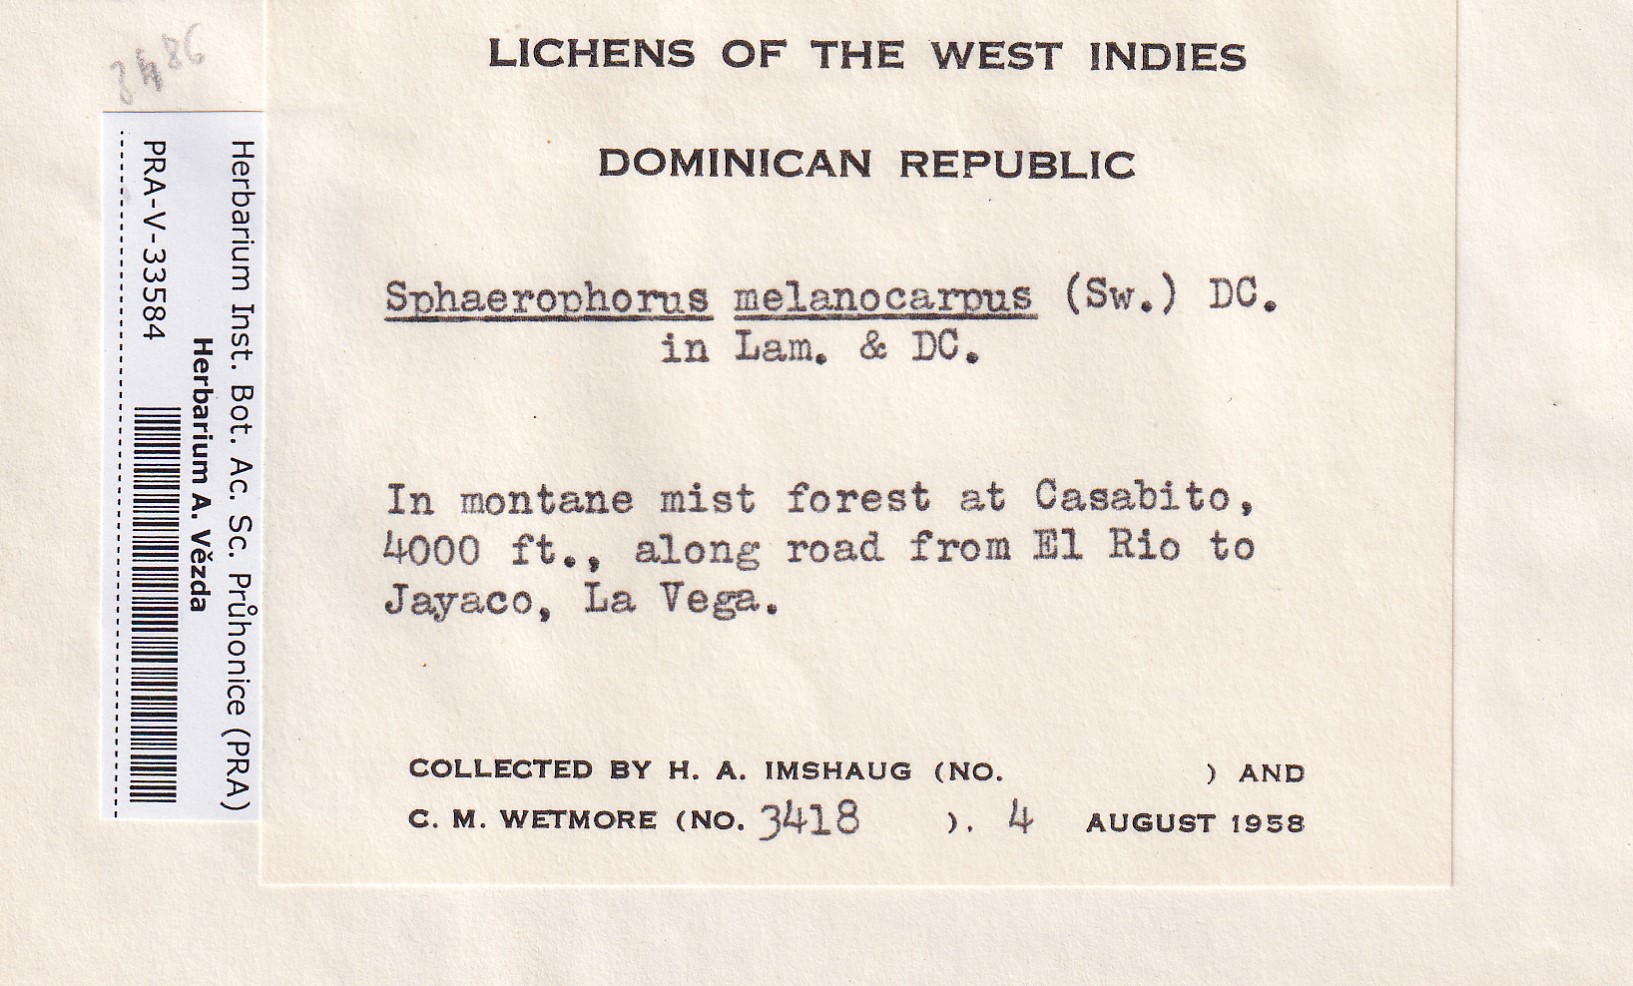 LICHENS OF THE WEST INDIES
DOMINICAN REPUBLIC
Sphaerophorus melanocarpus (Sw.) DC.
in Lam. & DC.
In montane mist forest at Casabito,
4000 ft., along road from El Rio to
Jayaco, La Vega.
COLLECTED BY H. A. IMSHAUG (NO. ) AND
C. M. WETMORE (NO. 3418 ). 4 AUGUST 1958
Herbarium Inst. Bot. Ac. Sc. Průhonice (PRA)
Herbarium A. Vězda
PRA-V-33584